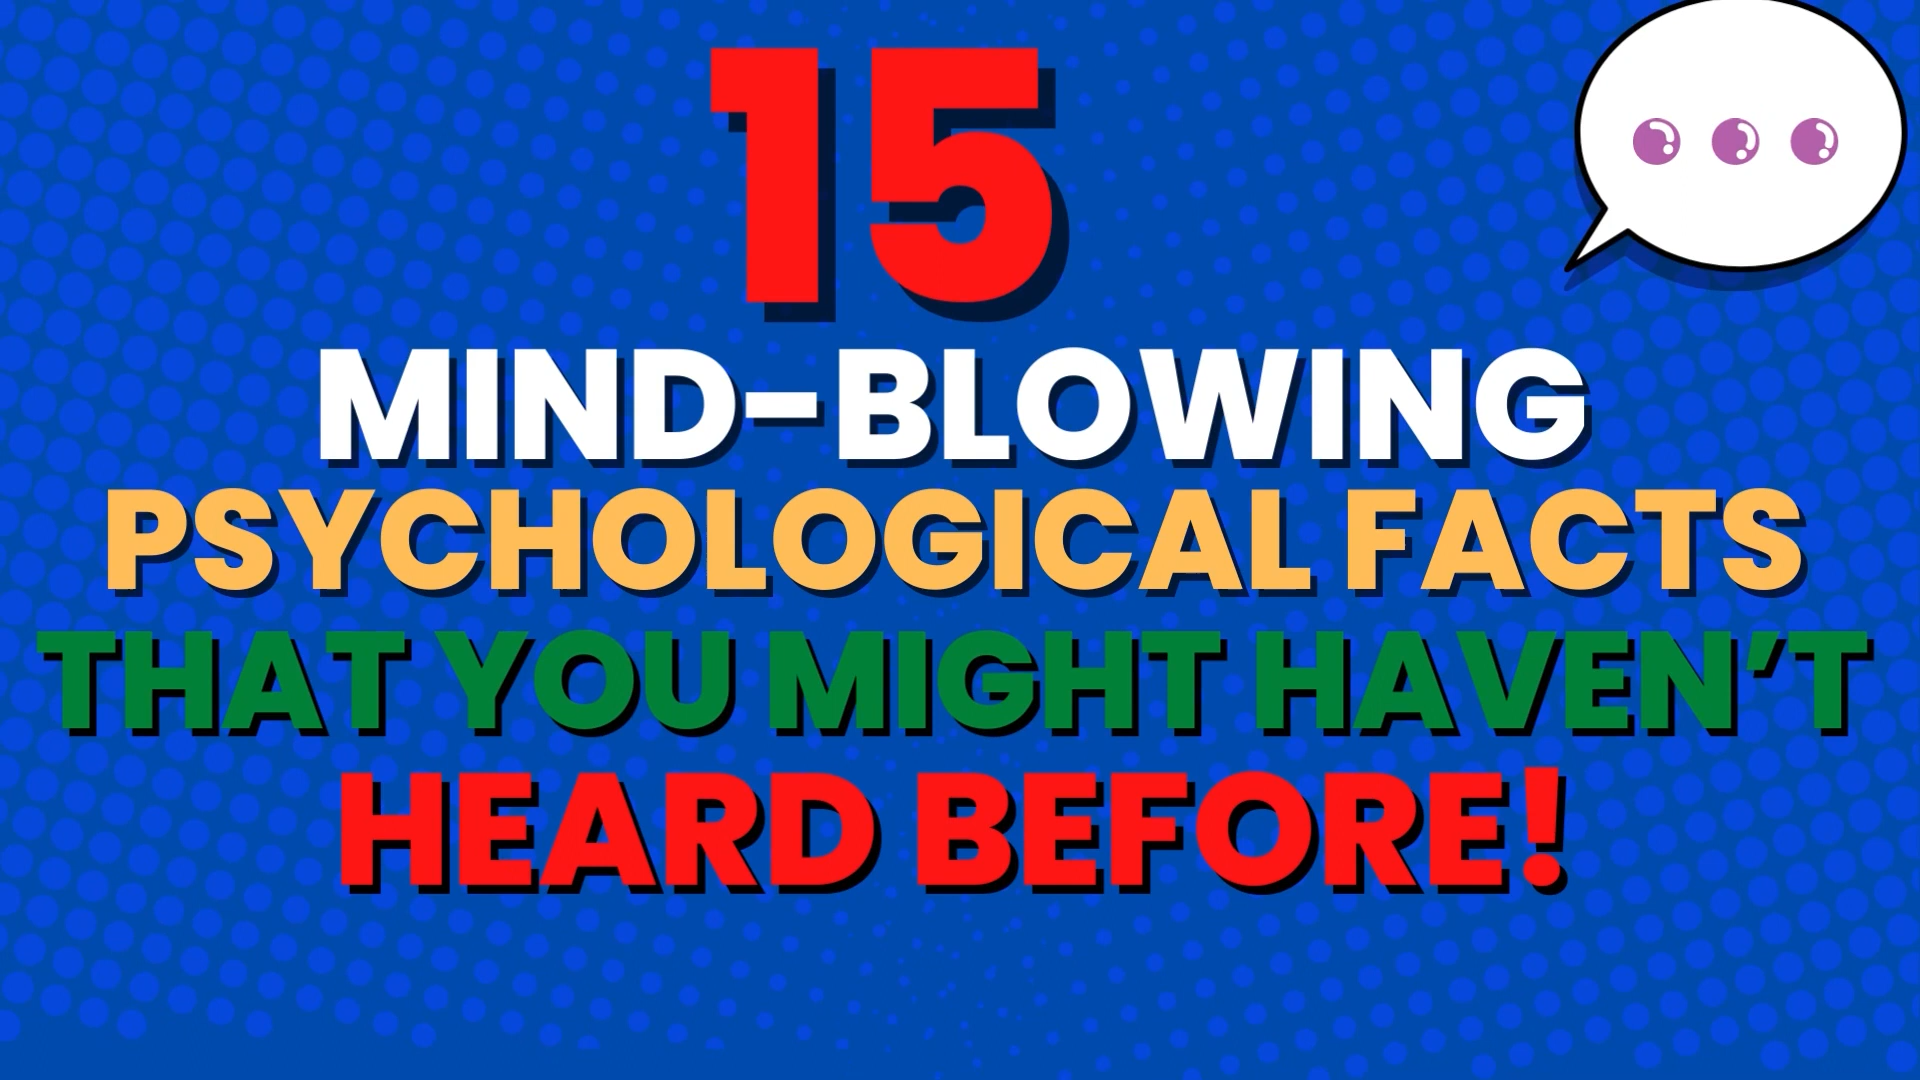 15
MIND-BLOWING
PSYCHOLOGICAL FACTS
THAT YOU MIGHT HAVEN'T
HEARD BEFORE!